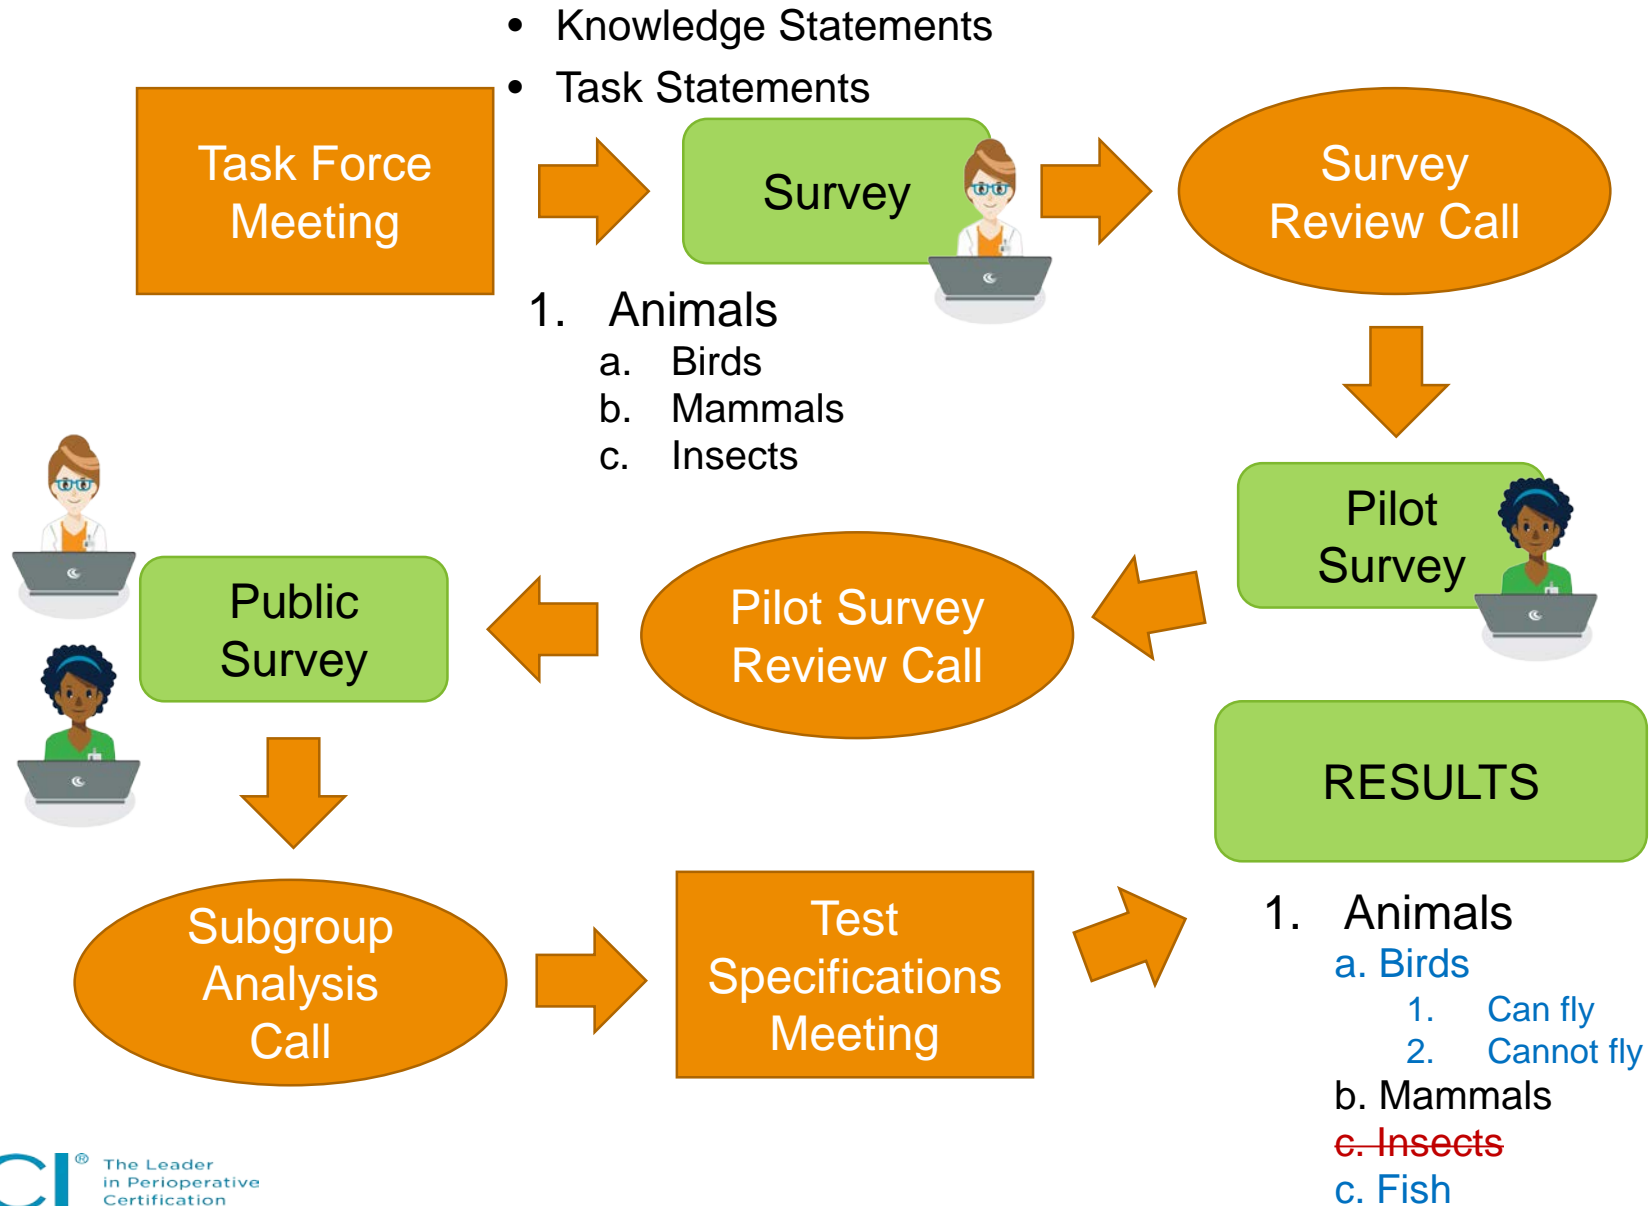 • Knowledge Statements
• Task Statements
Task Force
Meeting
Survey
Survey
Review Call
1. Animals
a. Birds
b. Mammals
c. Insects
Pilot
Survey
Pilot Survey
Review Call
Public
Survey
Subgroup
Analysis
Call
Test
Specifications
Meeting
RESULTS
1. Animals
a. Birds
1. Can fly
2. Cannot fly
b. Mammals
c. Insects
c. Fish
CI®
The Leader
in Perioperative
Certification